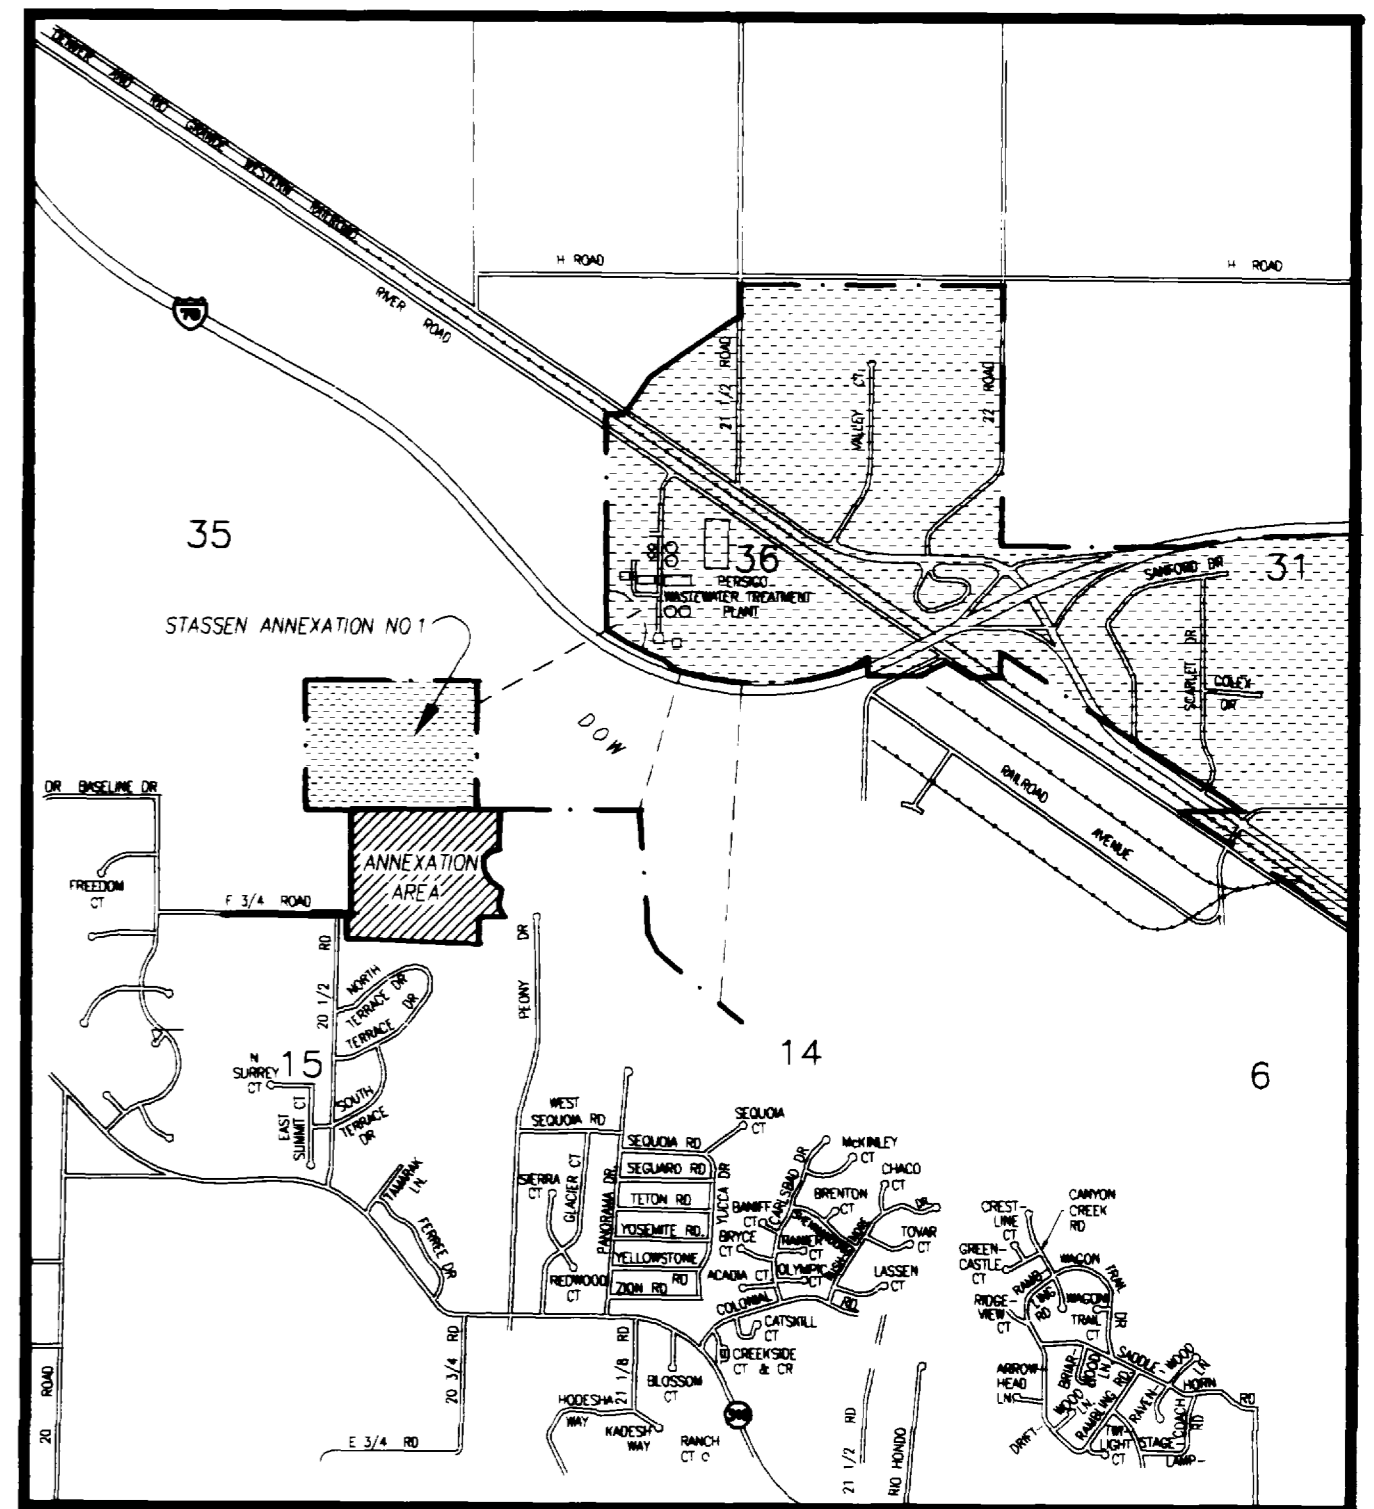 DENVER AND RIO GRANDE WESTERN RAILROAD
H ROAD
H ROAD
70
RIVER ROAD
21 1/2 ROAD
VALLEY CT.
22 ROAD
35
36
PERSIGO
WASTEWATER TREATMENT
PLANT
SANFORD DR
31
STASSEN ANNEXATION NO 1
SCARLET DR
COLEX
DR
DOW
RAILROAD AVENUE
DR BASELINE DR
ANNEXATION
AREA
FREEDOM
CT
F 3/4 ROAD
20 1/2 RD
NORTH
TERRACE DR
TERRACE DR
PEONY DR
14
6
15
N
SURREY
CT
EAST
SUMMIT CT
SOUTH
TERRACE
DR
WEST
SEQUOIA RD
SEQUOIA
CT
SEQUOIA RD
SEGUARO RD
TETON RD
YOSEMITE RD.
YELLOWSTONE
RD
ZION RD
SIERRA
CT
GLACIER CT
PANORAMA DR
YUCCA DR
REDWOOD
CT
TAMARAK
LN.
FERREE DR
CARLSBAD DR
McKINLEY
CT
CHACO
CT
BRENTON
CT
BANIFF
CT
BRYCE
CT
RANIER
CT
DR
TOVAR
CT
ACADIA CT
OLYMPIC
CT
LASSEN
CT
COLONIAL
RD.
CATSKILL
CT
CREEKSIDE
CT & CR
CREST-
LINE
CT
CANYON
CREEK
RD
GREEN-
CASTLE
CT
WAGON TRAIL
DR
RAMB
LING
RD
RIDGE-
VIEW
CT
WAGON
TRAIL
CT
ARROW-
HEAD
LN
BRIAR-
WOOD
LN
SADDLE-
HORN
RD
WOOD
LN
RAVEN-
WOOD
LN.
RAMBLING RD.
DRIFT-
TWI-
LIGHT
CT
STAGE-
COACH
RD
LAMP-
20 3/4 RD
21 1/8 RD
BLOSSOM
CT
340
HODESHA
WAY
KADESH
WAY
RANCH
CT
E 3/4 RD
20 ROAD
21 1/2 RD
RIO HONDO